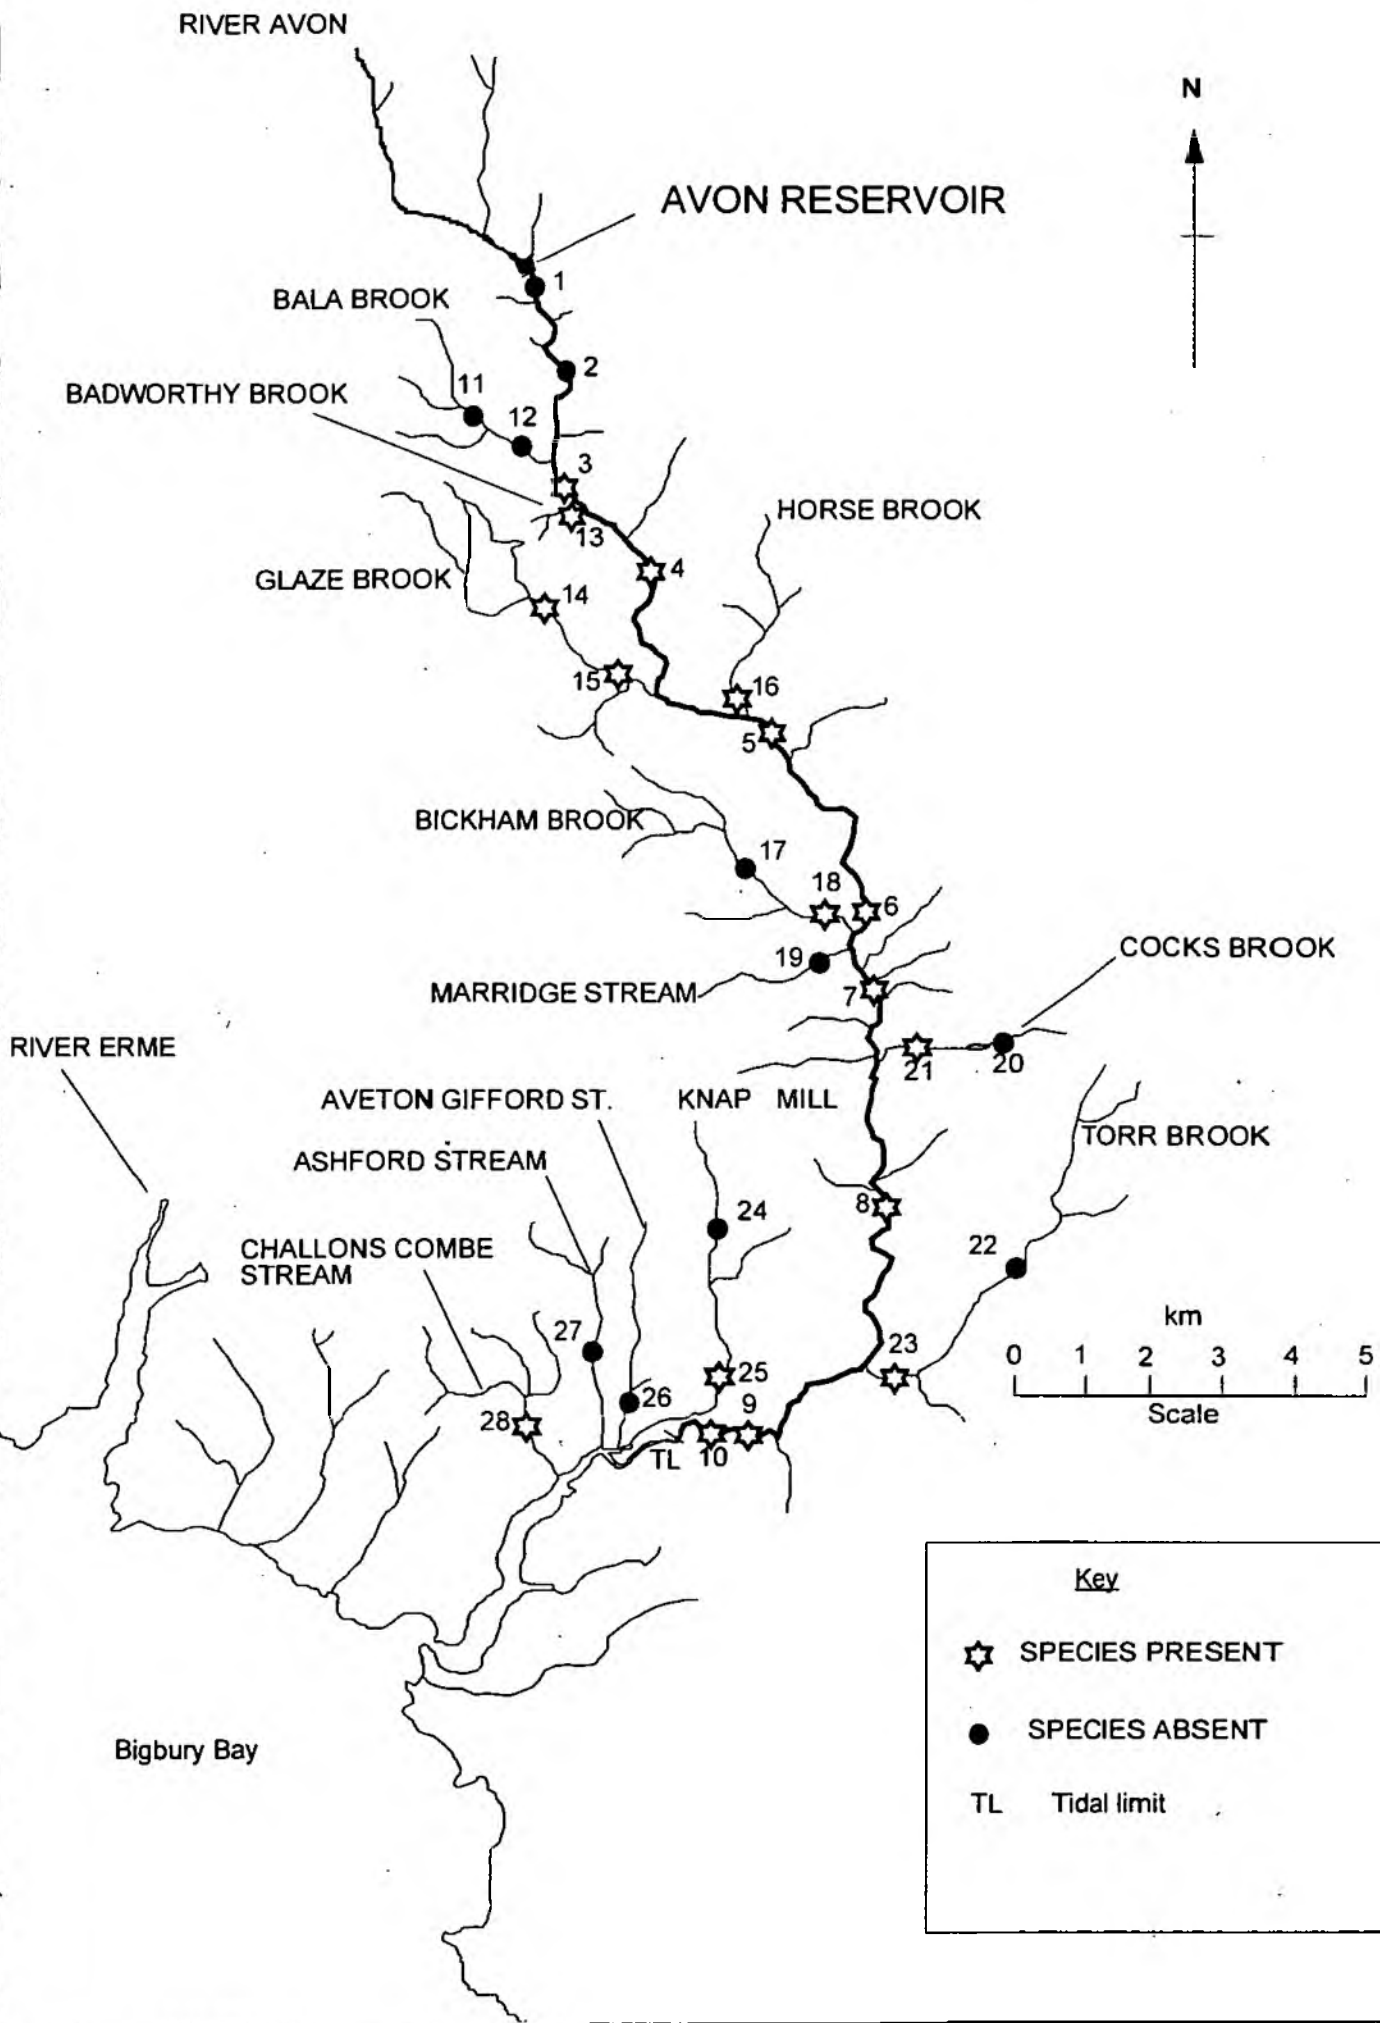 RIVER AVON
N
AVON RESERVOIR
1
BALA BROOK
2
BADWORTHY BROOK
11
12
3
HORSE BROOK
13
GLAZE BROOK
4
14
15
16
5
BICKHAM BROOK
17
18
6
COCKS BROOK
19
MARRIDGE STREAM
7
RIVER ERME
21
20
AVETON GIFFORD ST.
KNAP MILL
TORR BROOK
ASHFORD STREAM
8
24
22
CHALLONS COMBE
STREAM
km
27
23
0 1 2 3 4 5
25
26
9
Scale
28
TL
10
Key
SPECIES PRESENT
SPECIES ABSENT
Bigbury Bay
TL Tidal limit